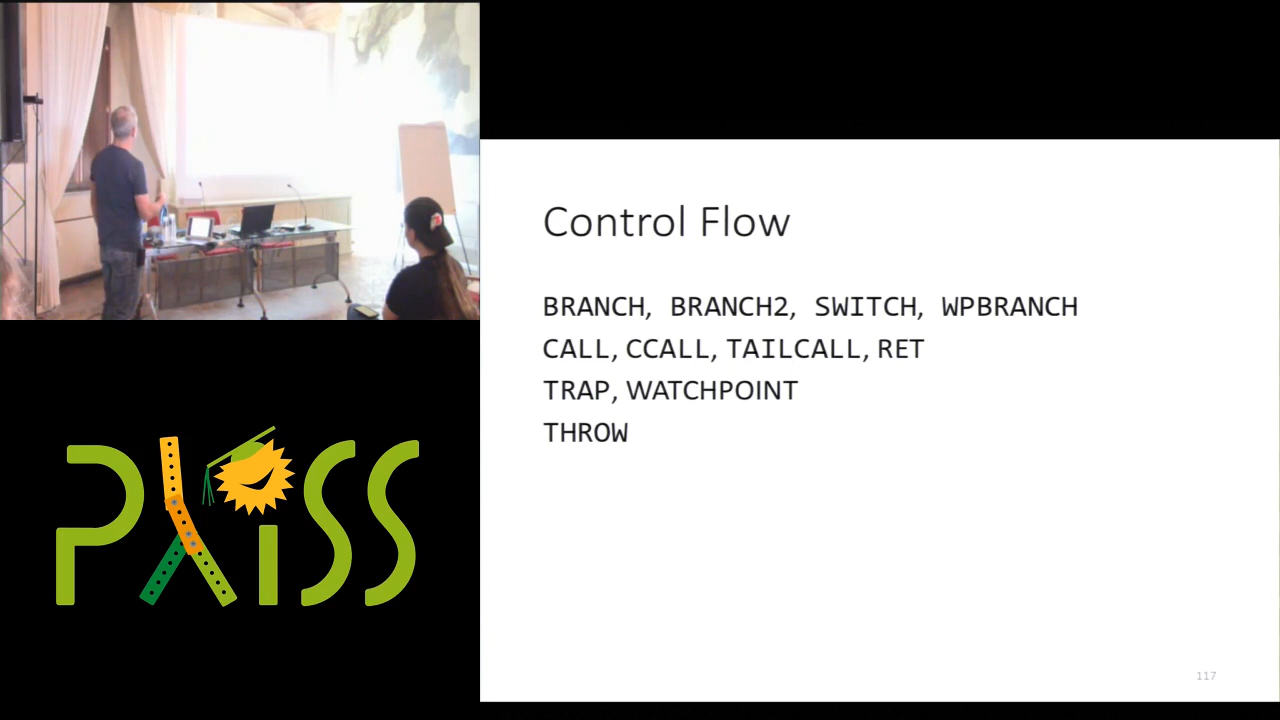 Control Flow
BRANCH, BRANCH2, SWITCH, WPBRANCH
CALL, CCALL, TAILCALL, RET
TRAP, WATCHPOINT
THROW
PLISS
117